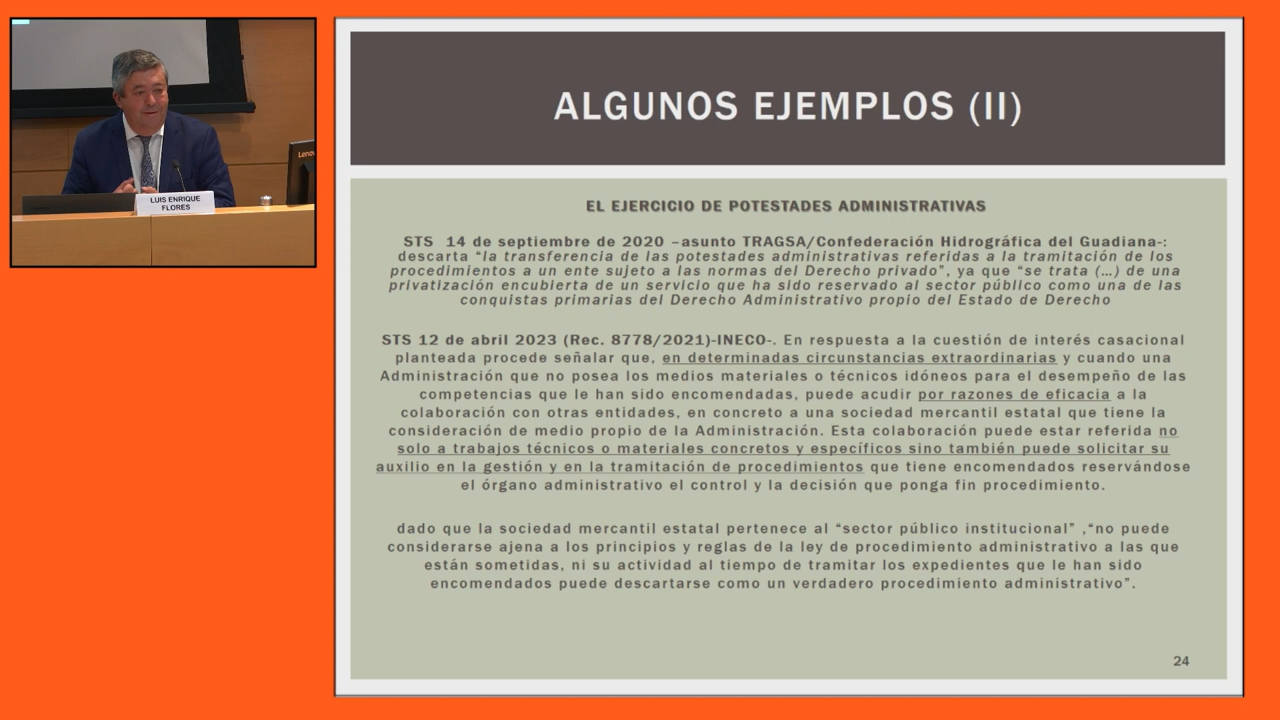 Lenov
LUIS ENRIQUE
FLORES
ALGUNOS EJEMPLOS (II)
EL EJERCICIO DE POTESTADES ADMINISTRATIVAS
STS 14 de septiembre de 2020 –asunto TRAGSA/Confederación Hidrográfica del Guadiana-:
descarta “la transferencia de las potestades administrativas referidas a la tramitación de los
procedimientos a un ente sujeto a las normas del Derecho privado”, ya que “se trata (…) de una
privatización encubierta de un servicio que ha sido reservado al sector público como una de las
conquistas primarias del Derecho Administrativo propio del Estado de Derecho
STS 12 de abril 2023 (Rec. 8778/2021)-INECO-. En respuesta a la cuestión de interés casacional
planteada procede señalar que, en determinadas circunstancias extraordinarias y cuando una
Administración que no posea los medios materiales o técnicos idóneos para el desempeño de las
competencias que le han sido encomendadas, puede acudir por razones de eficacia a la
colaboración con otras entidades, en concreto a una sociedad mercantil estatal que tiene la
consideración de medio propio de la Administración. Esta colaboración puede estar referida no
solo a trabajos técnicos o materiales concretos y específicos sino también puede solicitar su
auxilio en la gestión y en la tramitación de procedimientos que tiene encomendados reservándose
el órgano administrativo el control y la decisión que ponga fin procedimiento.
dado que la sociedad mercantil estatal pertenece al “sector público institucional” ,“no puede
considerarse ajena a los principios y reglas de la ley de procedimiento administrativo a las que
están sometidas, ni su actividad al tiempo de tramitar los expedientes que le han sido
encomendados puede descartarse como un verdadero procedimiento administrativo”.
24